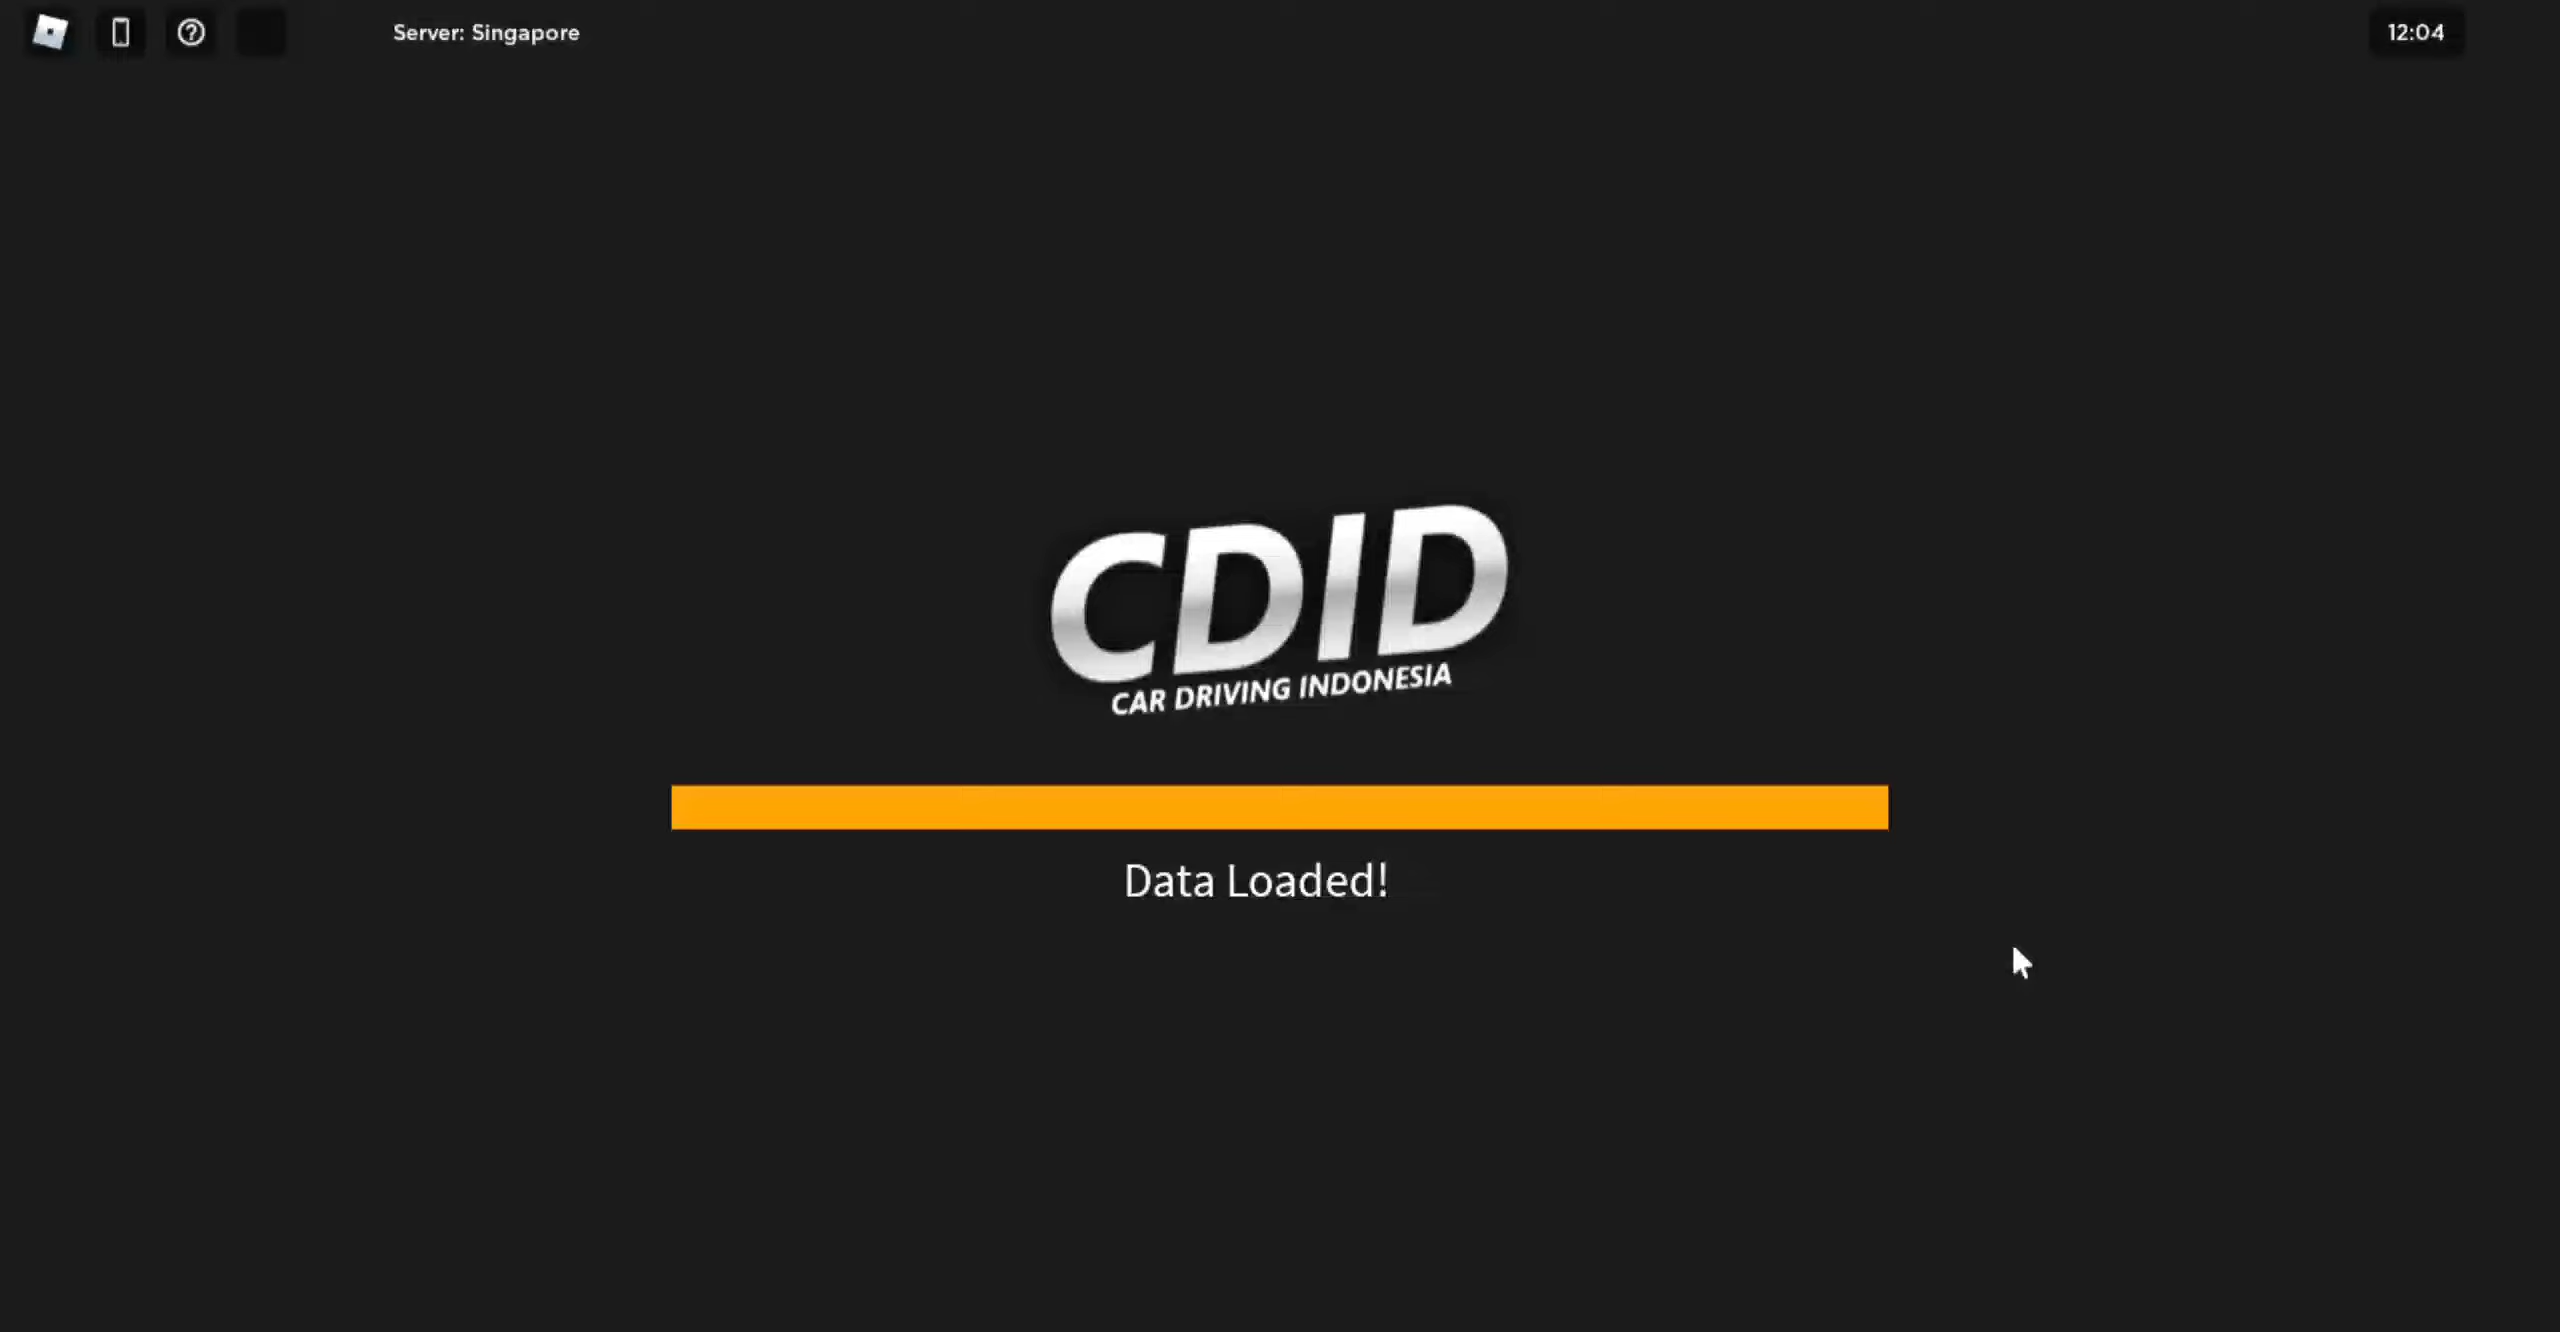 Server: Singapore
12:04
CDID
CAR DRIVING INDONESIA
Data Loaded!